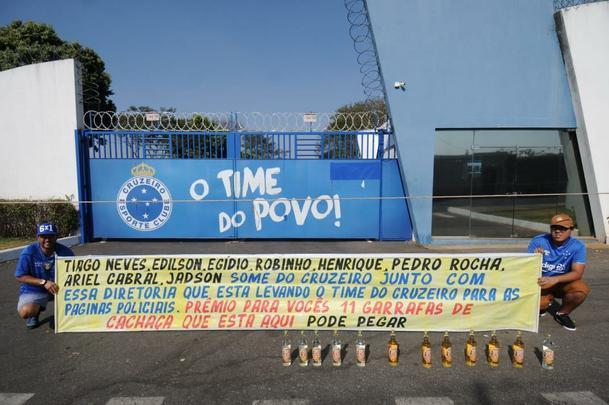 6X1
CRUZEIRO
ESPORTE CLUBE
O TIME
DO POVO!
TIAGO NEVES.EDILSON,EGÍDIO,ROBINHO,HENRIQUE, PEDRO ROCHA,
ARIEL CABRAL,JADSON SOME DO CRUZEIRO JUNTO COM
ESSA DIRETORIA QUE ESTA LEVANDO O TIME DO CRUZEIRO PARA AS
PAGINAS POLICIAIS. PRÊMIO PARA VOCÊS 11 GARRAFAS DE
CACHAÇA QUE ESTA AQUI PODE PEGAR